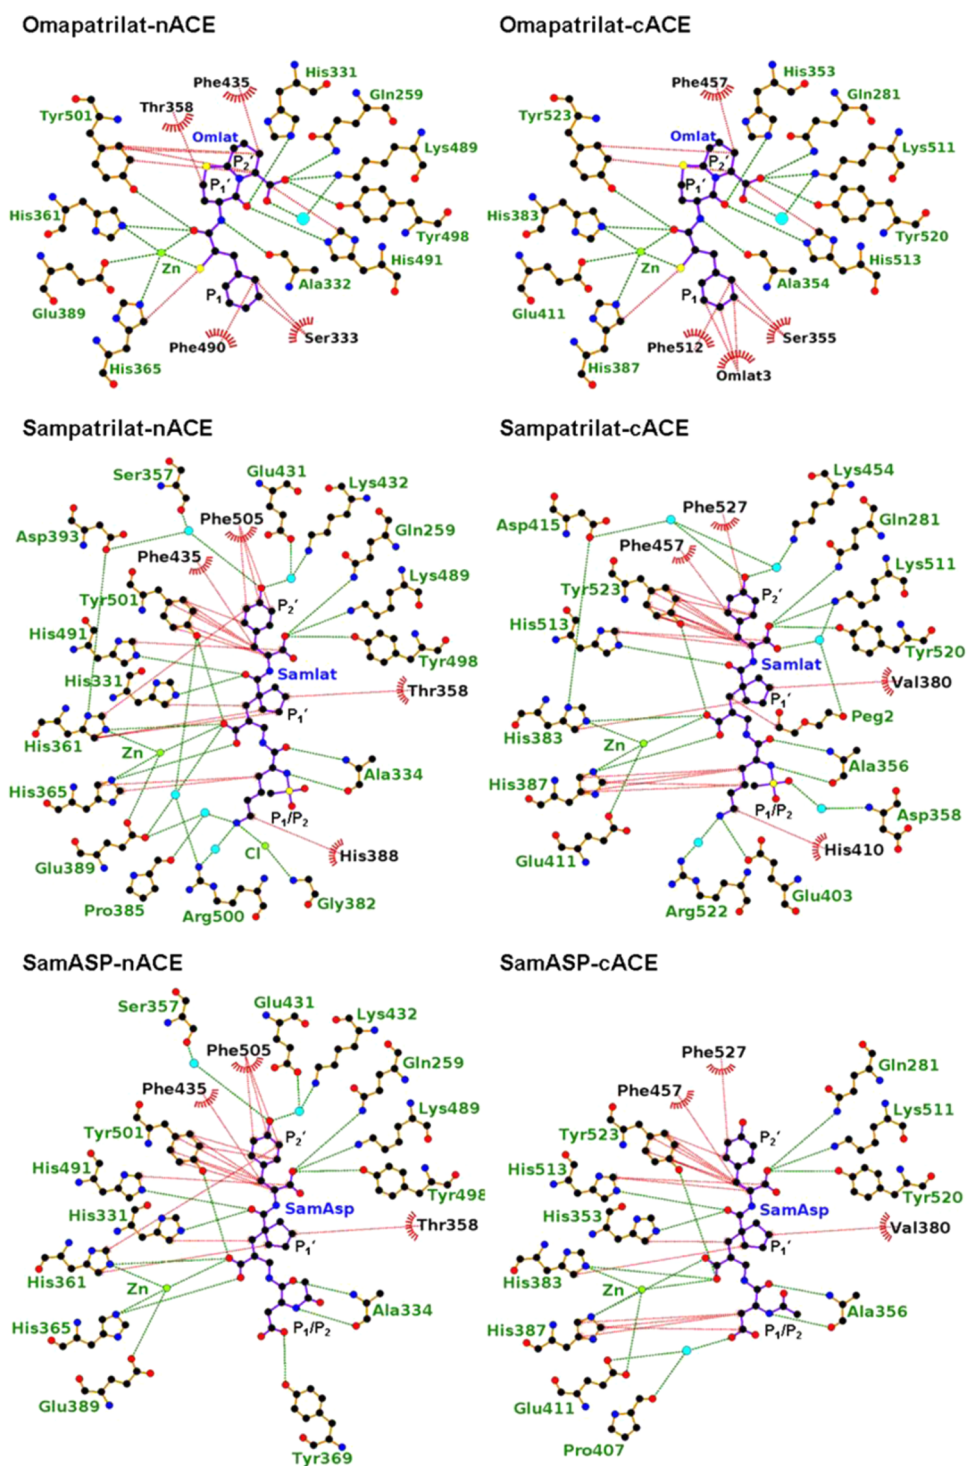 Omapatrilat-nACE
Phe435
His331
Thr358
Gln259
Tyr501
Omlat
P2'
Lys489
P1'
His361
Tyr498
Zn
His491
Ala332
P1
Glu389
Phe490
Ser333
His365
Omapatrilat-cACE
Phe457
His353
Gln281
Tyr523
Omlat
P2'
Lys511
P1'
His383
Tyr520
Zn
His513
Ala354
P1
Glu411
Phe512
Ser355
His387
Omlat3
Sampatrilat-nACE
Ser357
Glu431
Lys432
Phe505
Asp393
Gln259
Phe435
Lys489
Tyr501
P2'
His491
Tyr498
Samlat
His331
Thr358
P1'
His361
Zn
His365
Ala334
P1/P2
Cl
His388
Glu389
Gly382
Pro385
Arg500
Sampatrilat-cACE
Lys454
Phe527
Asp415
Gln281
Phe457
Lys511
Tyr523
P2'
His513
Tyr520
Samlat
Val380
P1'
Peg2
His383
Zn
Ala356
His387
P1/P2
Asp358
His410
Glu411
Glu403
Arg522
SamASP-nACE
Ser357
Glu431
Lys432
Phe505
Gln259
Phe435
Lys489
Tyr501
P2'
His491
Tyr498
SamAsp
His331
Thr358
P1'
His361
Zn
Ala334
His365
P1/P2
Glu389
Tyr369
SamASP-cACE
Phe527
Gln281
Phe457
Lys511
Tyr523
P2'
His513
Tyr520
SamAsp
His353
Val380
P1'
His383
Zn
Ala356
His387
P1/P2
Glu411
Pro407